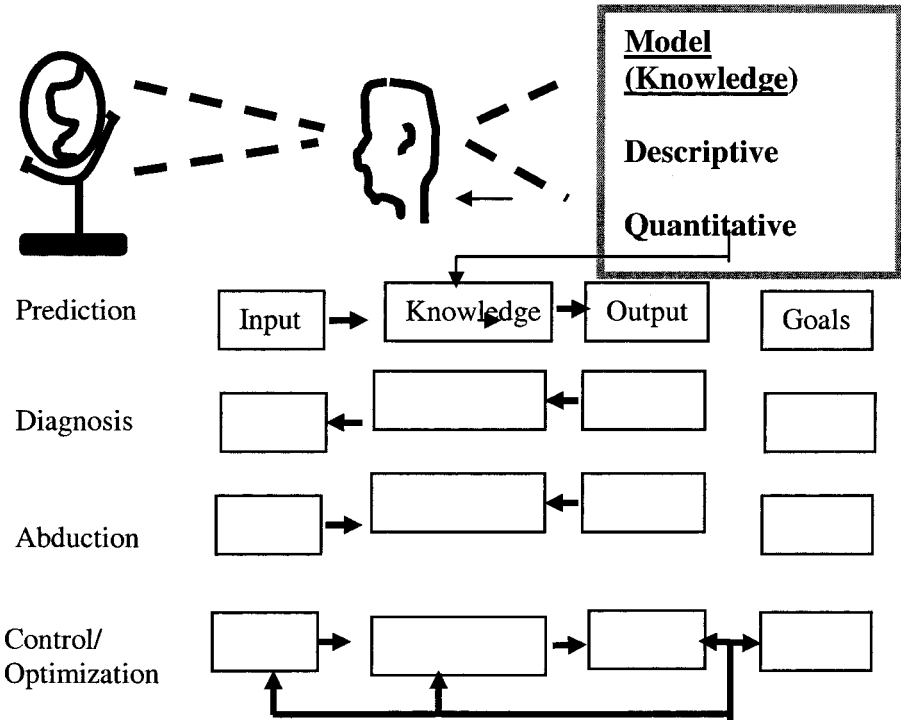 Model
(Knowledge)
Descriptive
Quantitative
Prediction
Input
Knowledge
Output
Goals
Diagnosis
Abduction
Control/
Optimization